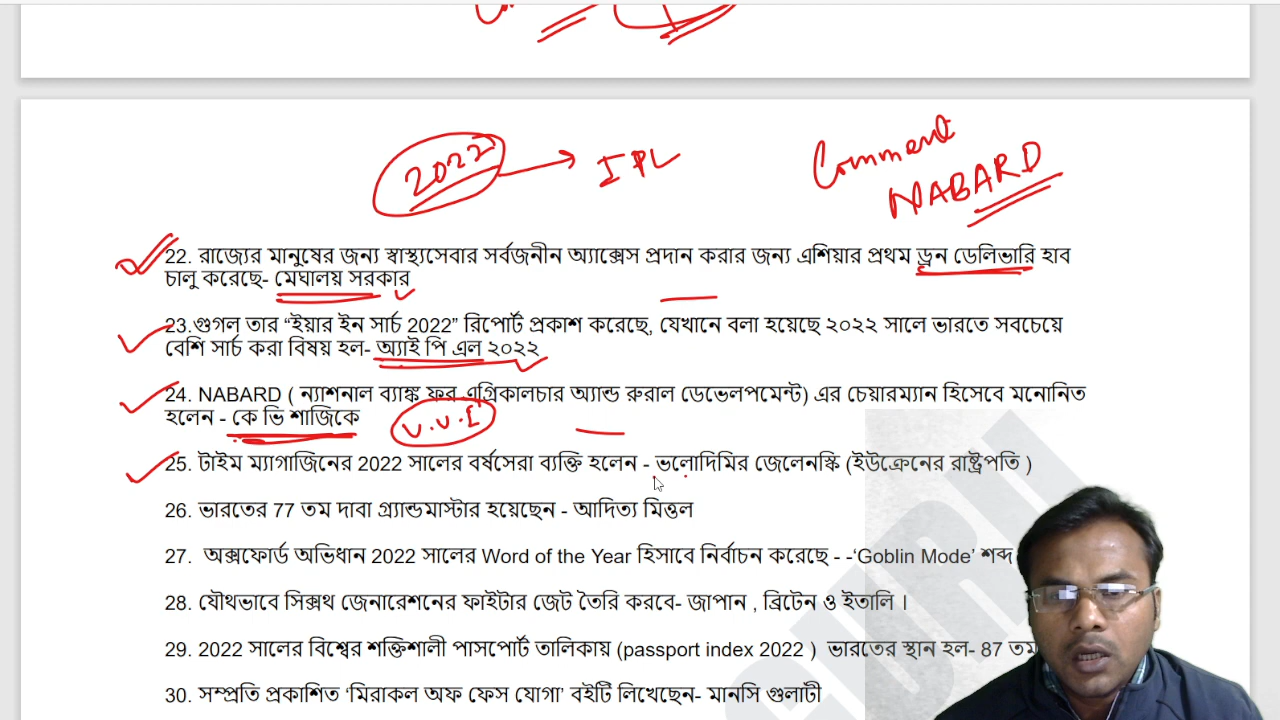 2022 → IPL
Comment
NABARD
22. রাজ্যের মানুষের জন্য স্বাস্থ্যসেবার সর্বজনীন অ্যাক্সেস প্রদান করার জন্য এশিয়ার প্রথম ড্রন ডেলিভারি হাব
চালু করেছে- মেঘালয় সরকার
23.গুগল তার “ইয়ার ইন সার্চ 2022” রিপোর্ট প্রকাশ করেছে, যেখানে বলা হয়েছে ২০২২ সালে ভারতে সবচেয়ে
বেশি সার্চ করা বিষয় হল- অ্যাই পি এল ২০২২
24. NABARD ( ন্যাশনাল ব্যাঙ্ক ফর এগ্রিকালচার অ্যান্ড রুরাল ডেভেলপমেন্ট) এর চেয়ারম্যান হিসেবে মনোনিত
হলেন - কে ভি শাজিকে
V.V.I
25. টাইম ম্যাগাজিনের 2022 সালের বর্ষসেরা ব্যক্তি হলেন - ভলোদিমির জেলেনস্কি (ইউক্রেনের রাষ্ট্রপতি )
26. ভারতের 77 তম দাবা গ্র্যান্ডমাস্টার হয়েছেন - আদিত্য মিত্তল
27. অক্সফোর্ড অভিধান 2022 সালের Word of the Year হিসাবে নির্বাচন করেছে - -‘Goblin Mode’ শব্দ
28. যৌথভাবে সিক্সথ জেনারেশনের ফাইটার জেট তৈরি করবে- জাপান , ব্রিটেন ও ইতালি ।
29. 2022 সালের বিশ্বের শক্তিশালী পাসপোর্ট তালিকায় (passport index 2022 ) ভারতের স্থান হল- 87 তম
30. সম্প্রতি প্রকাশিত ‘মিরাকল অফ ফেস যোগা’ বইটি লিখেছেন- মানসি গুলাটী